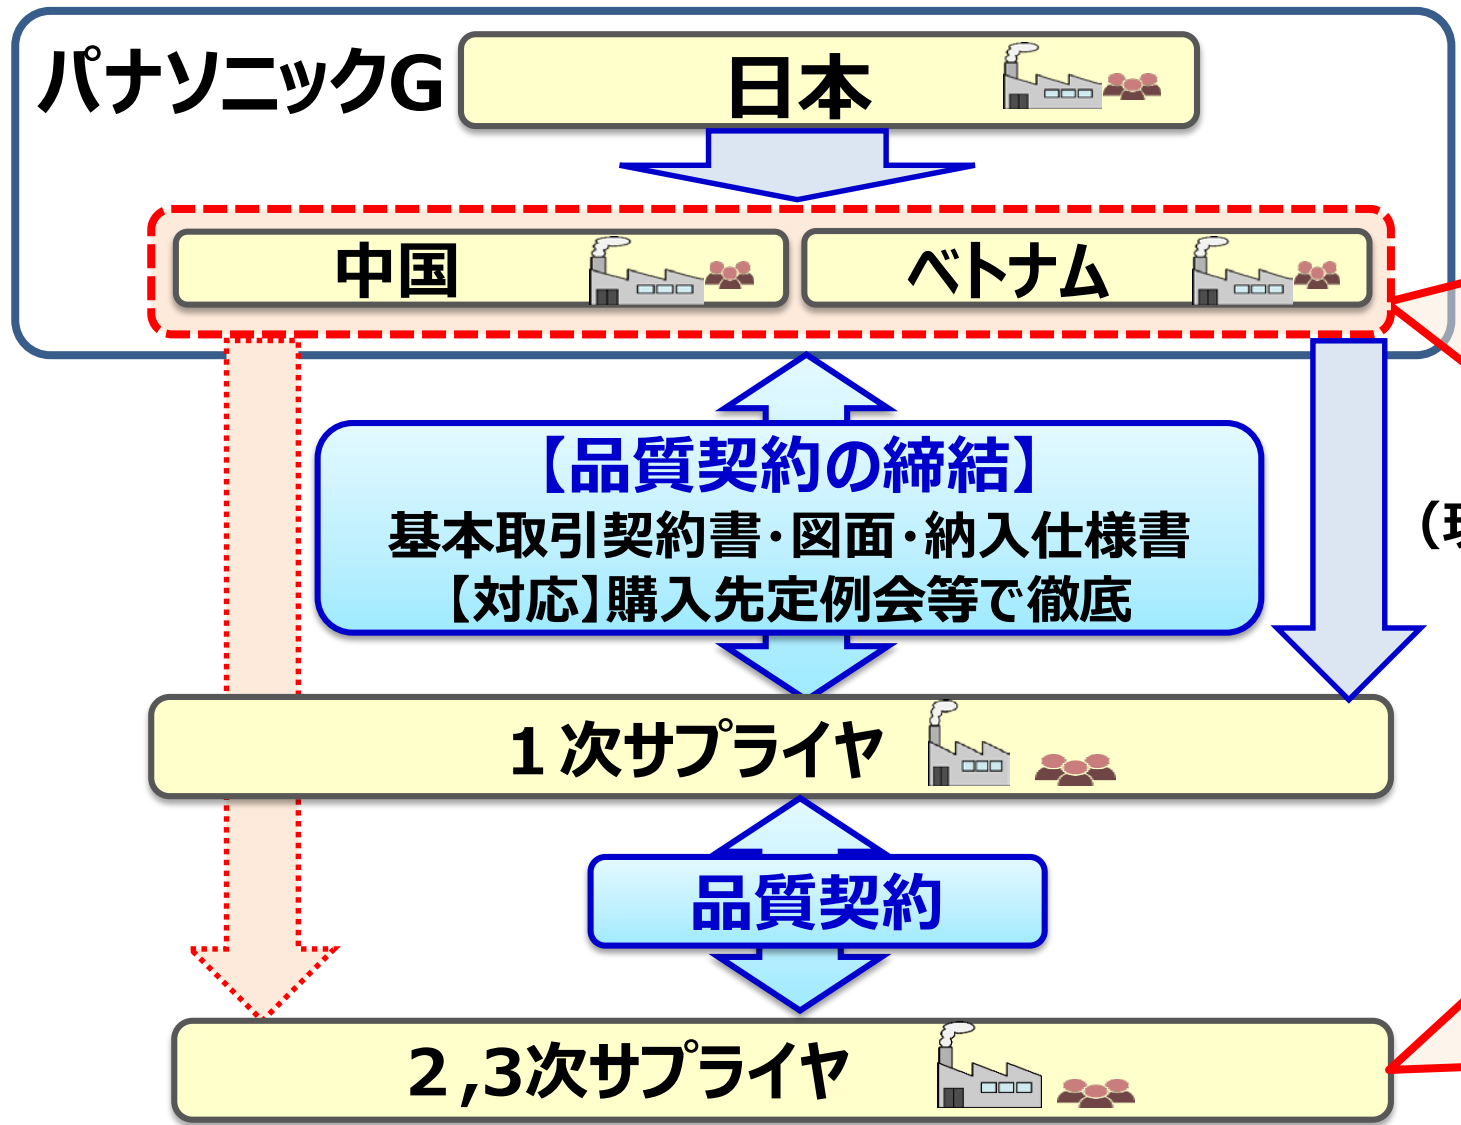 パナソニックG
日本
中国
ベトナム
【品質契約の締結】
基本取引契約書・図面・納入仕様書
【対応】購入先定例会等で徹底
１次サプライヤ
品質契約
２,３次サプライヤ